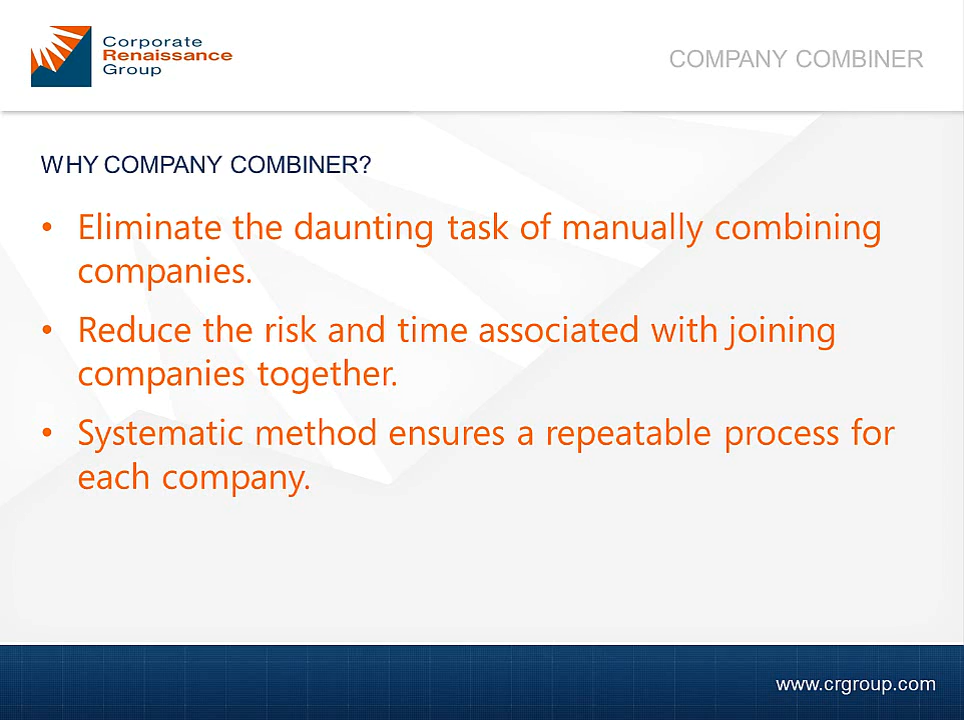 Corporate
Renaissance
Group
COMPANY COMBINER
WHY COMPANY COMBINER?
• Eliminate the daunting task of manually combining
companies.
• Reduce the risk and time associated with joining
companies together.
• Systematic method ensures a repeatable process for
each company.
www.crgroup.com